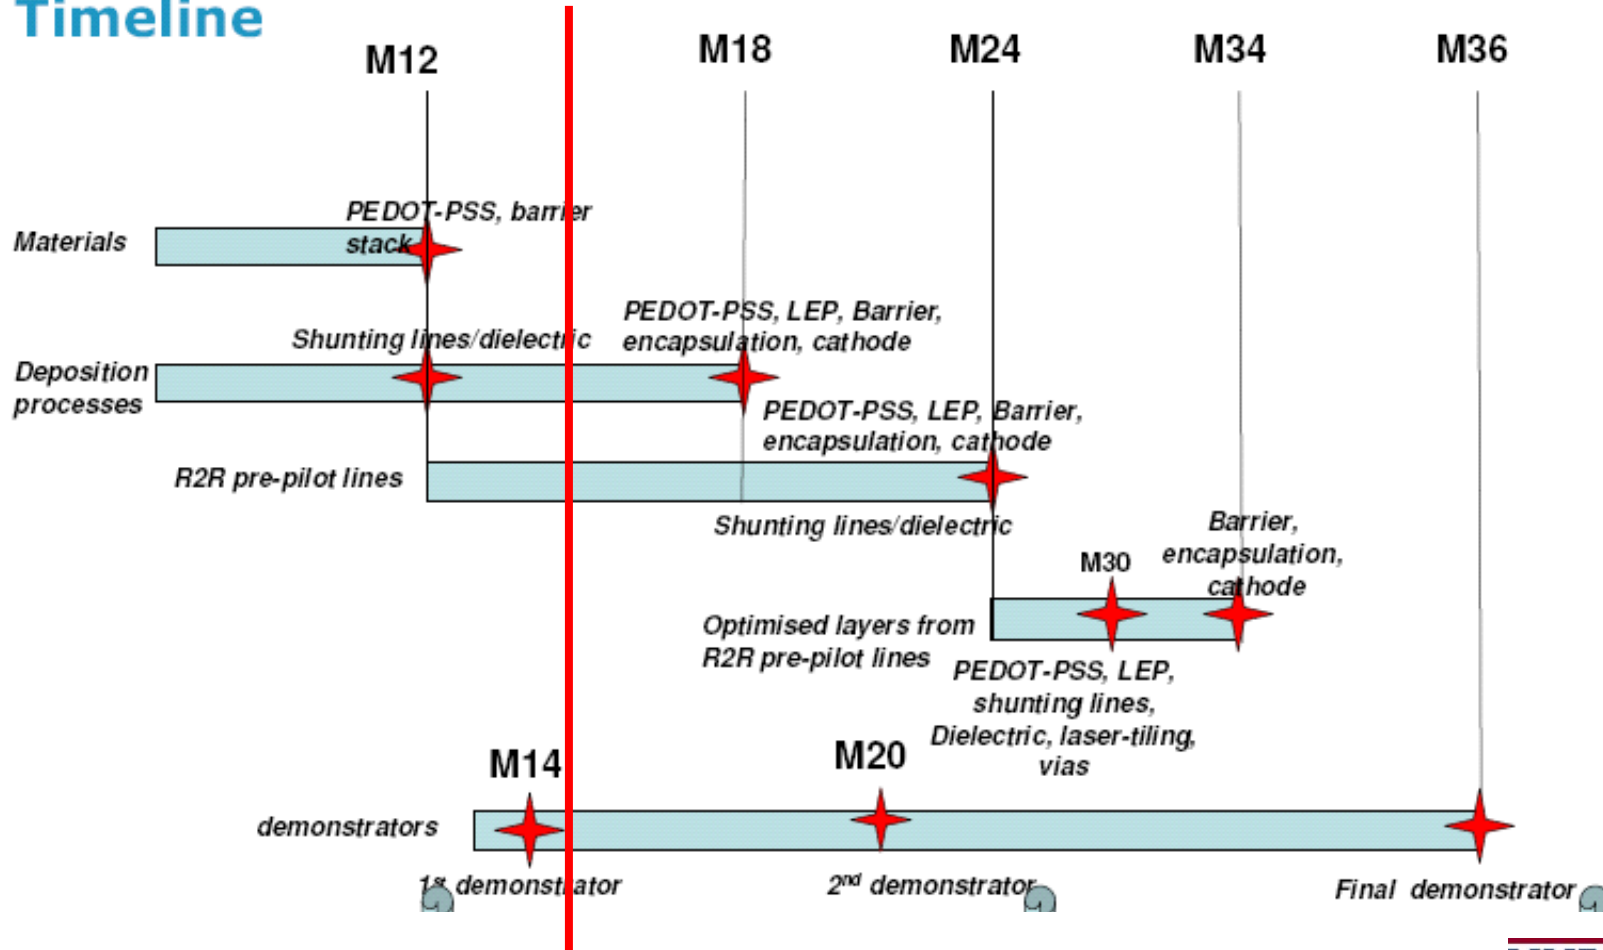 Timeline
M12
M18
M24
M34
M36
PEDOT-PSS, barrier
stack
Materials
PEDOT-PSS, LEP, Barrier,
encapsulation, cathode
Shunting lines/dielectric
Deposition
processes
PEDOT-PSS, LEP, Barrier,
encapsulation, cathode
R2R pre-pilot lines
Shunting lines/dielectric
Barrier,
encapsulation,
cathode
M30
Optimised layers from
R2R pre-pilot lines
PEDOT-PSS, LEP,
shunting lines,
Dielectric, laser-tiling,
vias
M14
M20
demonstrators
1st demonstrator
2nd demonstrator
Final demonstrator